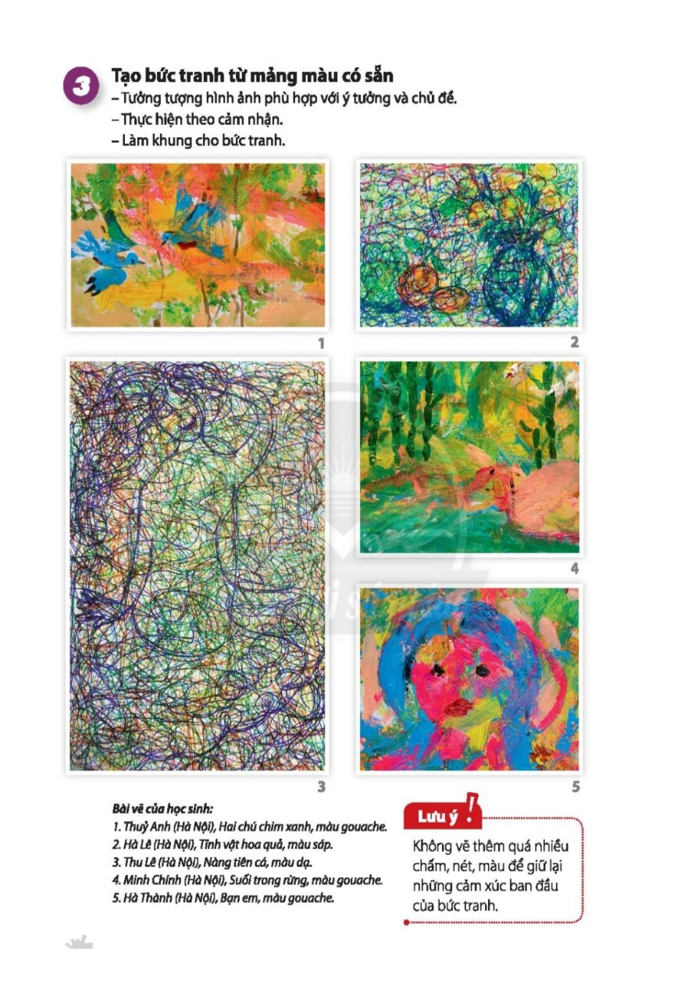 3
Tạo bức tranh từ mảng màu có sẵn
– Tưởng tượng hình ảnh phù hợp với ý tưởng và chủ đề.
– Thực hiện theo cảm nhận.
– Làm khung cho bức tranh.
1
2
3
4
5
Bài vẽ của học sinh:
1. Thuỷ Anh (Hà Nội), Hai chú chim xanh, màu gouache.
2. Hà Lê (Hà Nội), Tĩnh vật hoa quả, màu sáp.
3. Thu Lê (Hà Nội), Nàng tiên cá, màu dạ.
4. Minh Chính (Hà Nội), Suối trong rừng, màu gouache.
5. Hà Thành (Hà Nội), Bạn em, màu gouache.
Lưu ý !
Không vẽ thêm quá nhiều
chấm, nét, màu để giữ lại
những cảm xúc ban đầu
của bức tranh.